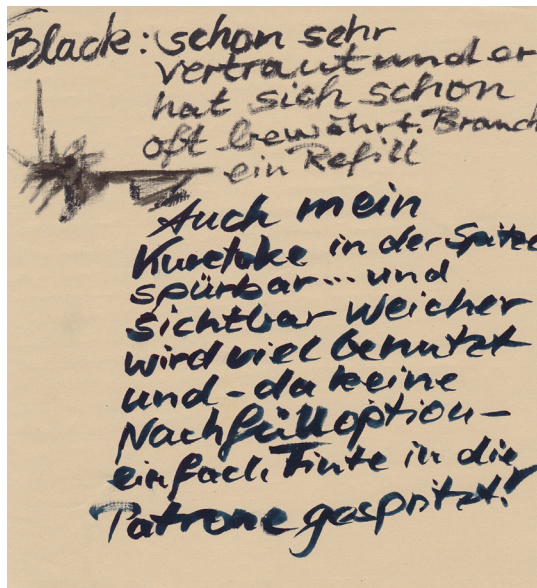 Black: schon sehr
vertraut und er
hat sich schon
oft bewährt. Brauch
ein Refill
Auch mein
Kuretake in der Spitze
spürbar... und
sichtbar weicher
wird viel benutzt
und - da keine
Nachfülloption -
einfach Tinte in die
Patrone gespritzt!